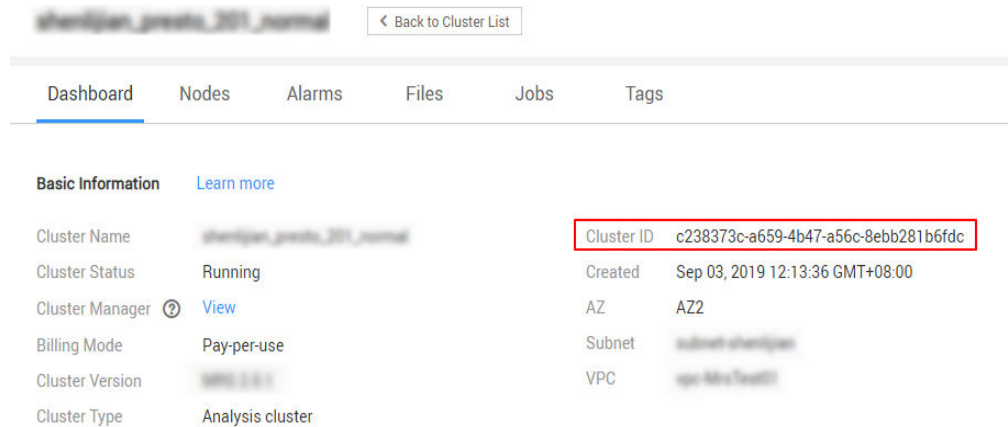 Back to Cluster List
Dashboard Nodes Alarms Files Jobs Tags
Basic Information Learn more
Cluster Name
Cluster ID c238373c-a659-4b47-a56c-8ebb281b6fdc
Cluster Status Running
Created Sep 03, 2019 12:13:36 GMT+08:00
Cluster Manager View
AZ AZ2
Billing Mode Pay-per-use
Subnet
Cluster Version
VPC
Cluster Type Analysis cluster